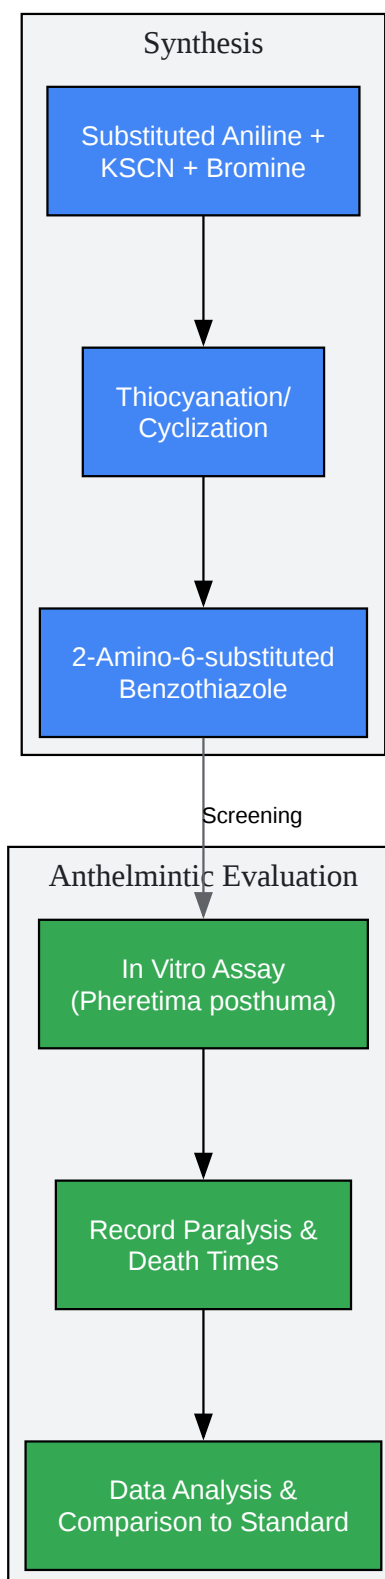 Synthesis
Substituted Aniline +
KSCN + Bromine
Thiocyanation/
Cyclization
2-Amino-6-substituted
Benzothiazole
Screening
Anthelmintic Evaluation
In Vitro Assay
(Pheretima posthuma)
Record Paralysis &
Death Times
Data Analysis &
Comparison to Standard